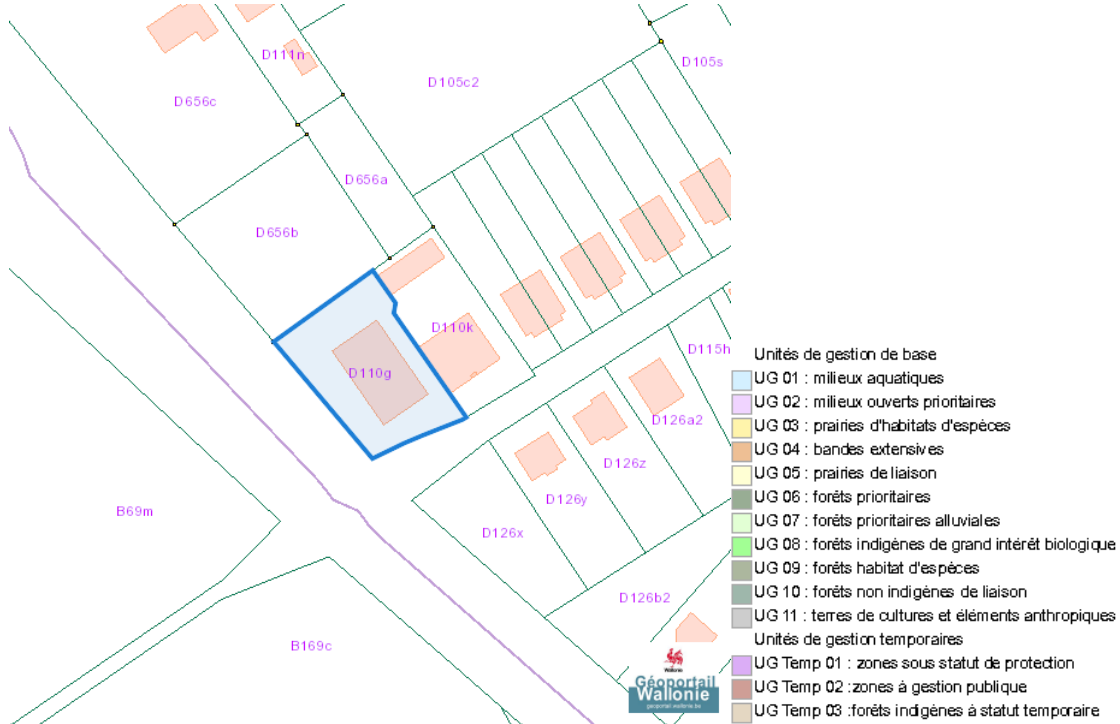 D111n
D105c2
D105s
D656c
D656a
D656b
D110k
D110g
D115h
D126a2
D126z
D126y
D126x
D126b2
B69m
B169c
Wallonie
Géoportail
Wallonie
geoportail.wallonie.be
Unités de gestion de base
UG 01 : milieux aquatiques
UG 02 : milieux ouverts prioritaires
UG 03 : prairies d'habitats d'espèces
UG 04 : bandes extensives
UG 05 : prairies de liaison
UG 06 : forêts prioritaires
UG 07 : forêts prioritaires alluviales
UG 08 : forêts indigènes de grand intérêt biologique
UG 09 : forêts habitat d'espèces
UG 10 : forêts non indigènes de liaison
UG 11 : terres de cultures et éléments anthropiques
Unités de gestion temporaires
UG Temp 01 : zones sous statut de protection
UG Temp 02 :zones à gestion publique
UG Temp 03 :forêts indigènes à statut temporaire